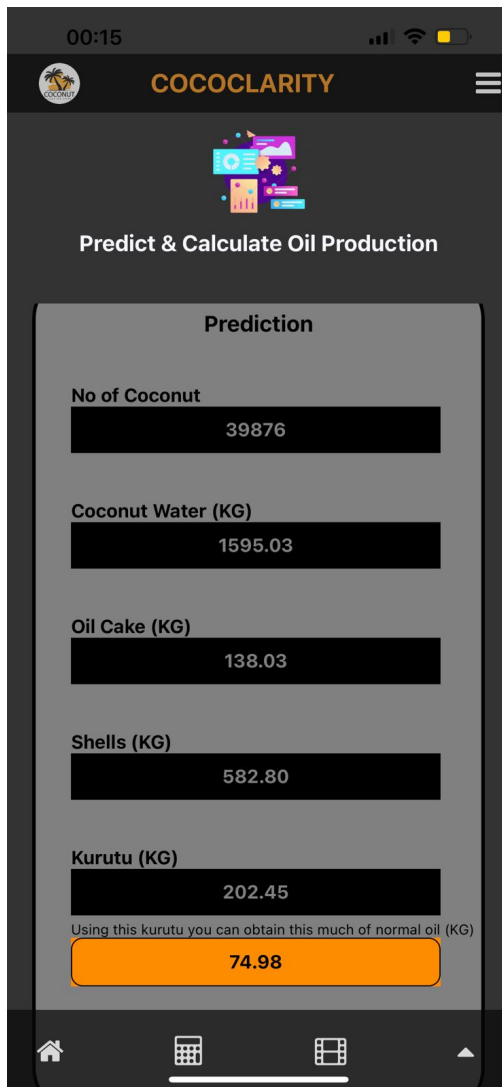 00:15
COCONUT
COCOCLARITY
Predict & Calculate Oil Production
Prediction
No of Coconut
39876
Coconut Water (KG)
1595.03
Oil Cake (KG)
138.03
Shells (KG)
582.80
Kurutu (KG)
202.45
Using this kurutu you can obtain this much of normal oil (KG)
74.98